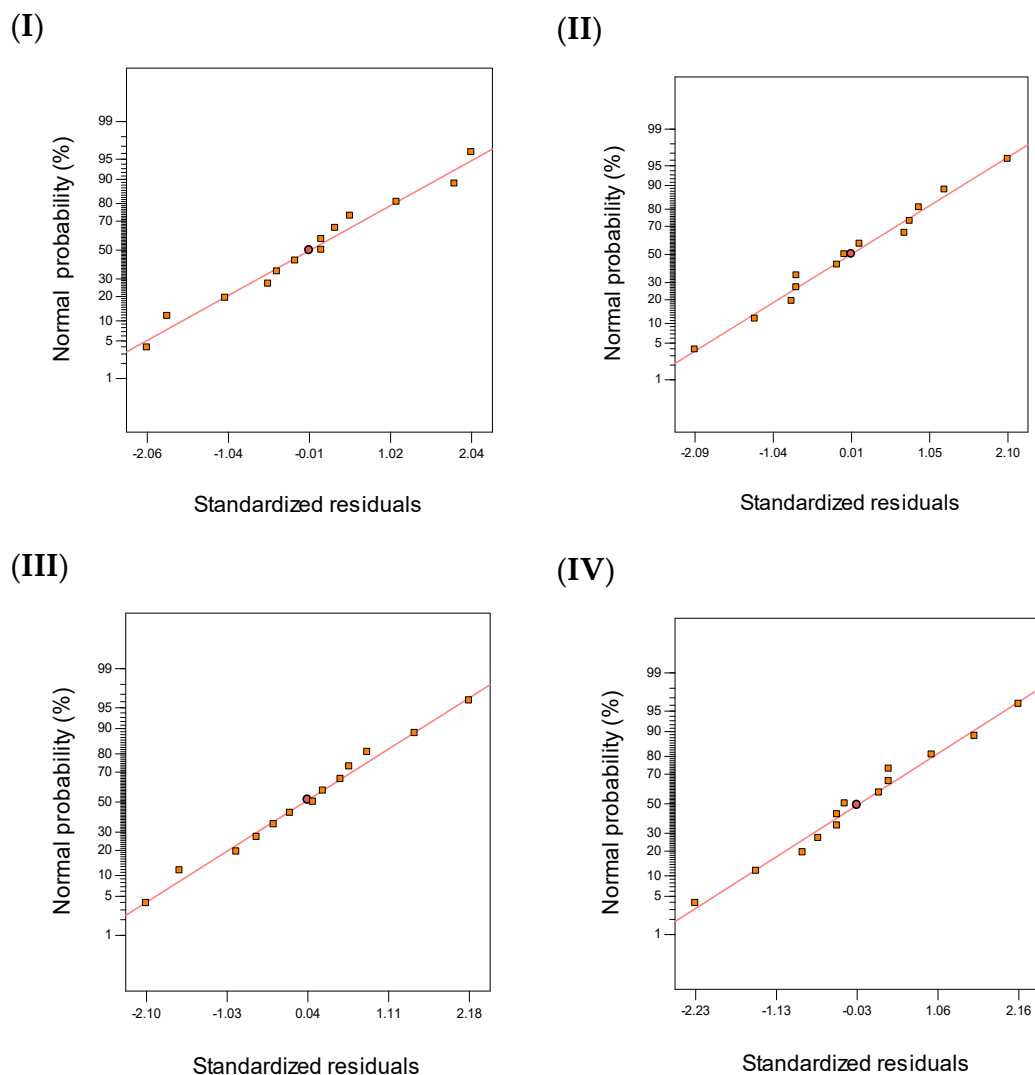 (I)
99
95
90
80
70
50
30
20
10
5
1
Normal probability (%)
-2.06 -1.04 -0.01 1.02 2.04
Standardized residuals
(II)
99
95
90
80
70
50
30
20
10
5
1
Normal probability (%)
-2.09 -1.04 0.01 1.05 2.10
Standardized residuals
(III)
99
95
90
80
70
50
30
20
10
5
1
Normal probability (%)
-2.10 -1.03 0.04 1.11 2.18
Standardized residuals
(IV)
99
95
90
80
70
50
30
20
10
5
1
Normal probability (%)
-2.23 -1.13 -0.03 1.06 2.16
Standardized residuals